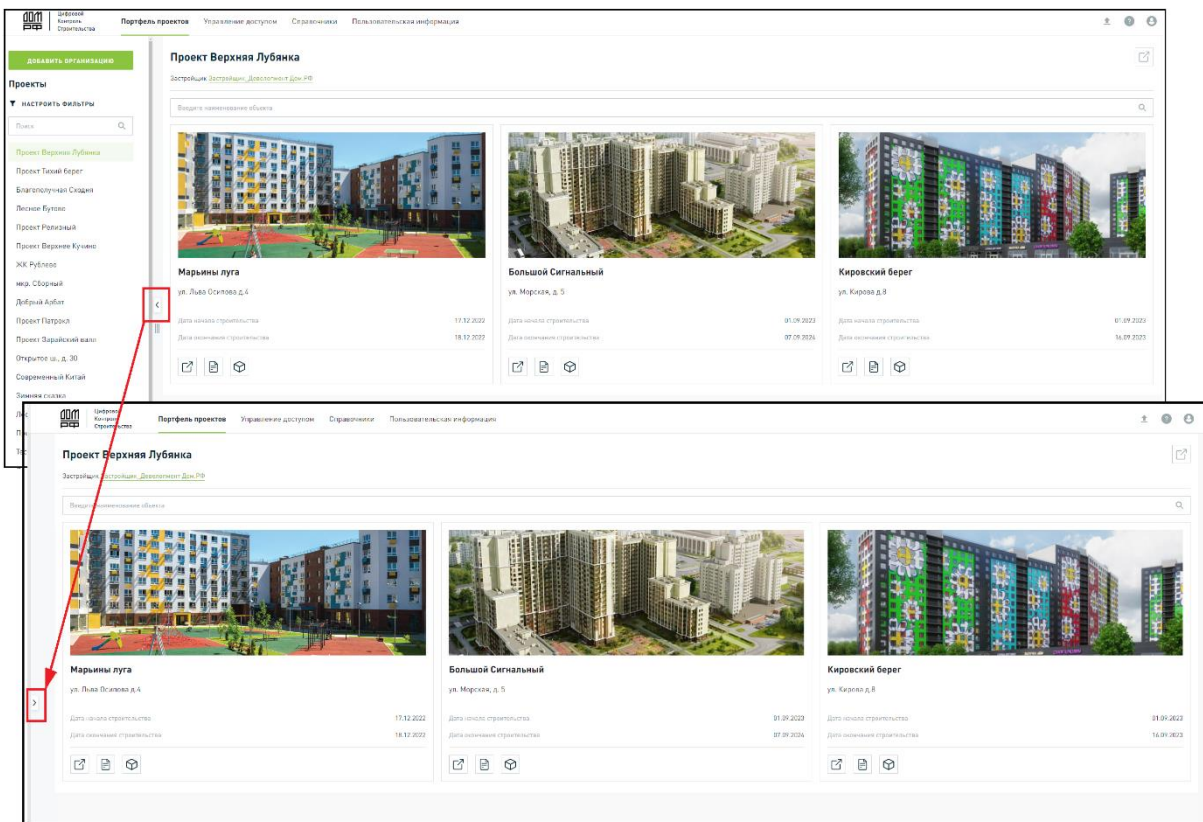 ДОМ
РФ
Цифровой
Контроль
Строительства
Портфель проектов Управление доступом Справочники Пользовательская информация
ДОБАВИТЬ ОРГАНИЗАЦИЮ
Проекты
НАСТРОИТЬ ФИЛЬТРЫ
Поиск
Проект Верхняя Лубянка
Проект Тихий берег
Благополучная Сходня
Лесное Бутово
Проект Релизный
Проект Верхнее Кучино
ЖК Рублево
мкр. Сборный
Добрый Арбат
Проект Патрокл
Проект Зарайский вал
Открытое ш., д. 30
Современный Китай
Зимняя сказка
Проект Верхняя Лубянка
Застройщик Застройщик_Девелопмент Дом.РФ
Введите наименование объекта
Марьины луга
ул. Льва Осипова д.4
Дата начала строительства 17.12.2022
Дата окончания строительства 18.12.2022
Большой Сигнальный
ул. Морская, д. 5
Дата начала строительства 01.09.2023
Дата окончания строительства 07.09.2026
Кировский берег
ул. Кирова д.8
Дата начала строительства 01.09.2023
Дата окончания строительства 16.09.2023
ДОМ
РФ
Цифровой
Контроль
Строительства
Портфель проектов Управление доступом Справочники Пользовательская информация
Проект Верхняя Лубянка
Застройщик Застройщик_Девелопмент Дом.РФ
Введите наименование объекта
Марьины луга
ул. Льва Осипова д.4
Дата начала строительства 17.12.2022
Дата окончания строительства 18.12.2022
Большой Сигнальный
ул. Морская, д. 5
Дата начала строительства 01.09.2023
Дата окончания строительства 07.09.2026
Кировский берег
ул. Кирова д.8
Дата начала строительства 01.09.2023
Дата окончания строительства 16.09.2023